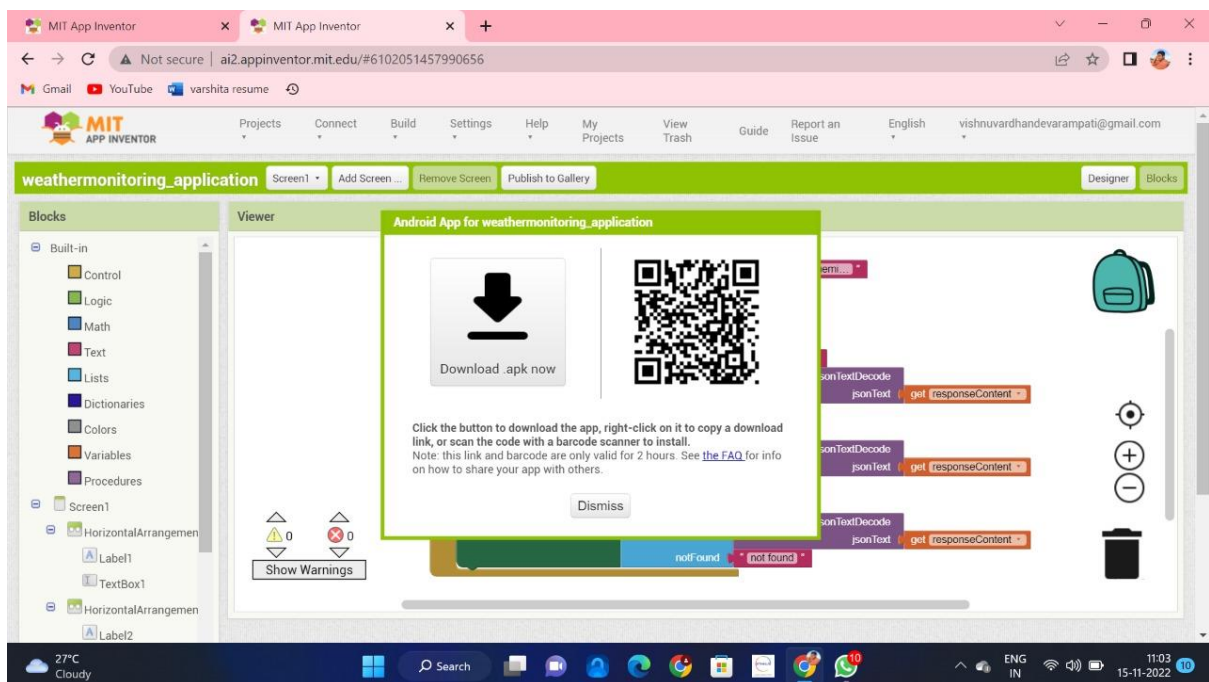 MIT App Inventor
MIT App Inventor
Not secure | ai2.appinventor.mit.edu/#6102051457990656
Gmail YouTube varshita resume
MIT
APP INVENTOR
Projects Connect Build Settings Help My Projects View Trash Guide Report an Issue English vishnuvardhandevarampati@gmail.com
weathermonitoring_application Screen1 Add Screen ... Remove Screen Publish to Gallery Designer Blocks
Blocks
Viewer
Built-in
Control
Logic
Math
Text
Lists
Dictionaries
Colors
Variables
Procedures
Screen1
HorizontalArrangemen
Label1
TextBox1
HorizontalArrangemen
Label2
0 0
Show Warnings
Android App for weathermonitoring_application
Download .apk now
Click the button to download the app, right-click on it to copy a download
link, or scan the code with a barcode scanner to install.
Note: this link and barcode are only valid for 2 hours. See the FAQ for info
on how to share your app with others.
Dismiss
sonTextDecode
jsonText get responseContent
sonTextDecode
jsonText get responseContent
sonTextDecode
jsonText get responseContent
notFound " not found "
27°C
Cloudy
Search
10
ENG
IN
11:03
15-11-2022
10